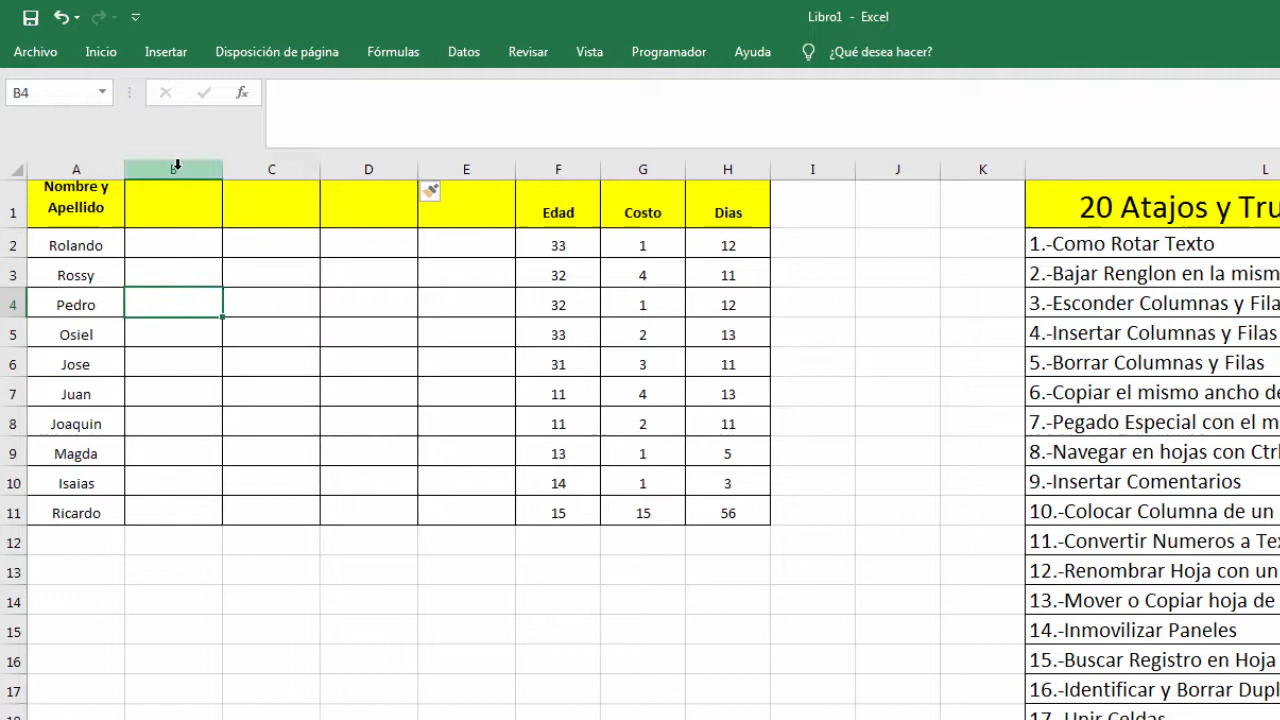 Libro1 - Excel
Archivo Inicio Insertar Disposición de página Fórmulas Datos Revisar Vista Programador Ayuda ¿Qué desea hacer?
B4 fx
A B C D E F G H I J K L
1 Nombre y
Apellido Edad Costo Dias 20 Atajos y Tru
2 Rolando 33 1 12 1.-Como Rotar Texto
3 Rossy 32 4 11 2.-Bajar Renglon en la mism
4 Pedro 32 1 12 3.-Esconder Columnas y Fila
5 Osiel 33 2 13 4.-Insertar Columnas y Filas
6 Jose 31 3 11 5.-Borrar Columnas y Filas
7 Juan 11 4 13 6.-Copiar el mismo ancho de
8 Joaquin 11 2 11 7.-Pegado Especial con el m
9 Magda 13 1 5 8.-Navegar en hojas con Ctrl
10 Isaias 14 1 3 9.-Insertar Comentarios
11 Ricardo 15 15 56 10.-Colocar Columna de un
12 11.-Convertir Numeros a Tex
13 12.-Renombrar Hoja con un
14 13.-Mover o Copiar hoja de
15 14.-Inmovilizar Paneles
16 15.-Buscar Registro en Hoja
17 16.-Identificar y Borrar Dupl
17.-Unir Celdas